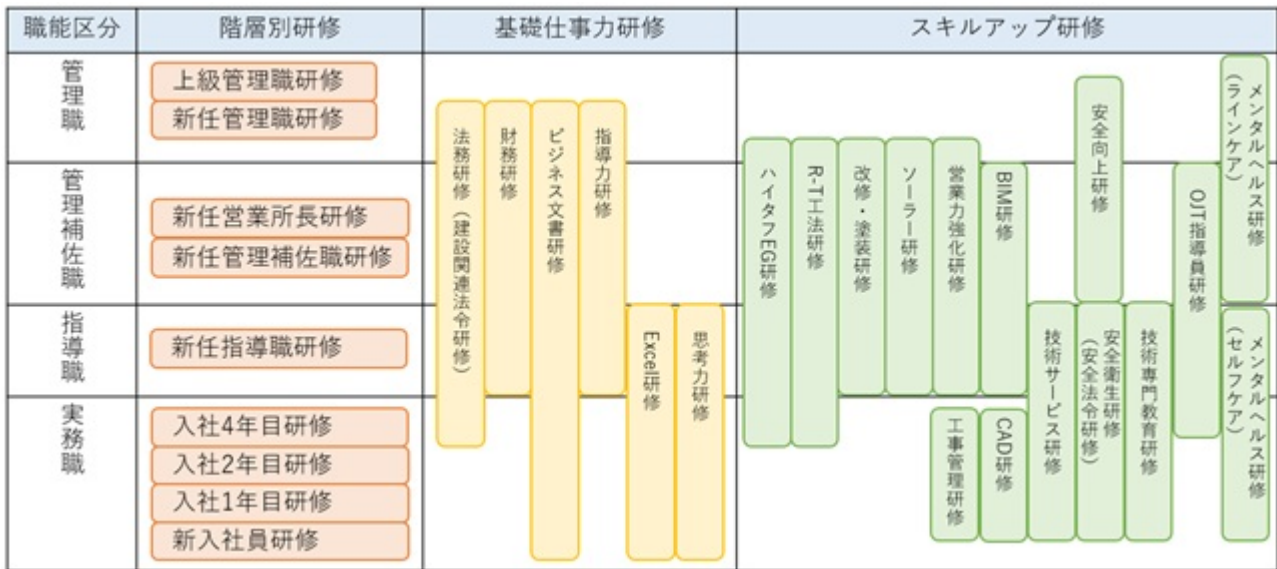 職能区分
階層別研修
基礎仕事力研修
スキルアップ研修
管理職
上級管理職研修
新任管理職研修
管理補佐職
新任営業所長研修
新任管理補佐職研修
指導職
新任指導職研修
実務職
入社4年目研修
入社2年目研修
入社1年目研修
新入社員研修
法務研修（建設関連法令研修）
財務研修
ビジネス文書研修
指導力研修
Excel研修
思考力研修
ハイタフEG研修
R-T工法研修
改修・塗装研修
ソーラー研修
営業力強化研修
BIM研修
工事管理研修
CAD研修
技術サービス研修
安全向上研修
安全衛生研修
（安全法令研修）
技術専門教育研修
OJT指導員研修
メンタルヘルス研修
（ラインケア）
メンタルヘルス研修
（セルフケア）